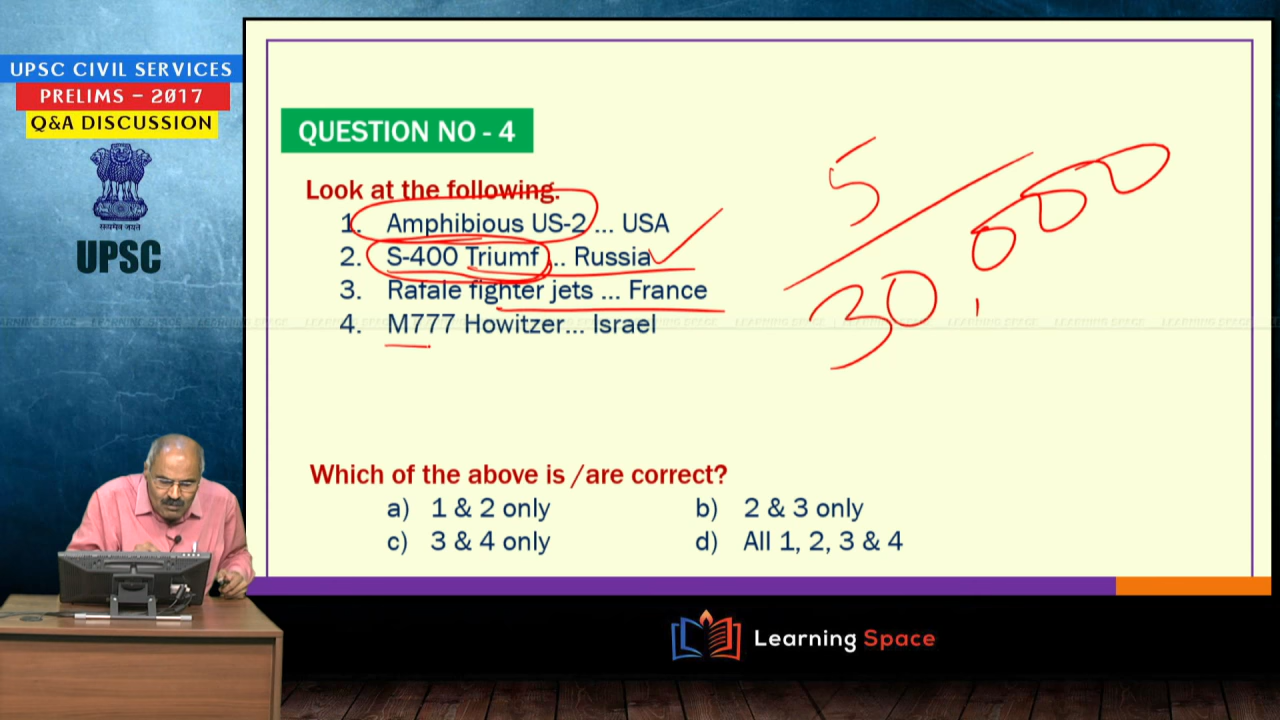 UPSC CIVIL SERVICES
PRELIMS – 2017
Q&A DISCUSSION
सत्यमेव जयते
UPSC
QUESTION NO - 4
Look at the following.
1. Amphibious US-2 ... USA
2. S-400 Triumf ... Russia
3. Rafale fighter jets ... France
4. M777 Howitzer... Israel
5
30,000
Which of the above is /are correct?
a) 1 & 2 only b) 2 & 3 only
c) 3 & 4 only d) All 1, 2, 3 & 4
Learning Space